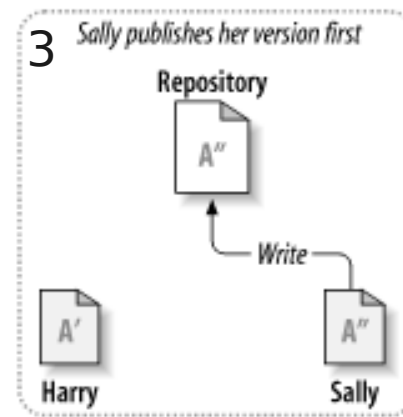 3
Sally publishes her version first
Repository
A″
Write
A′
A″
Harry
Sally